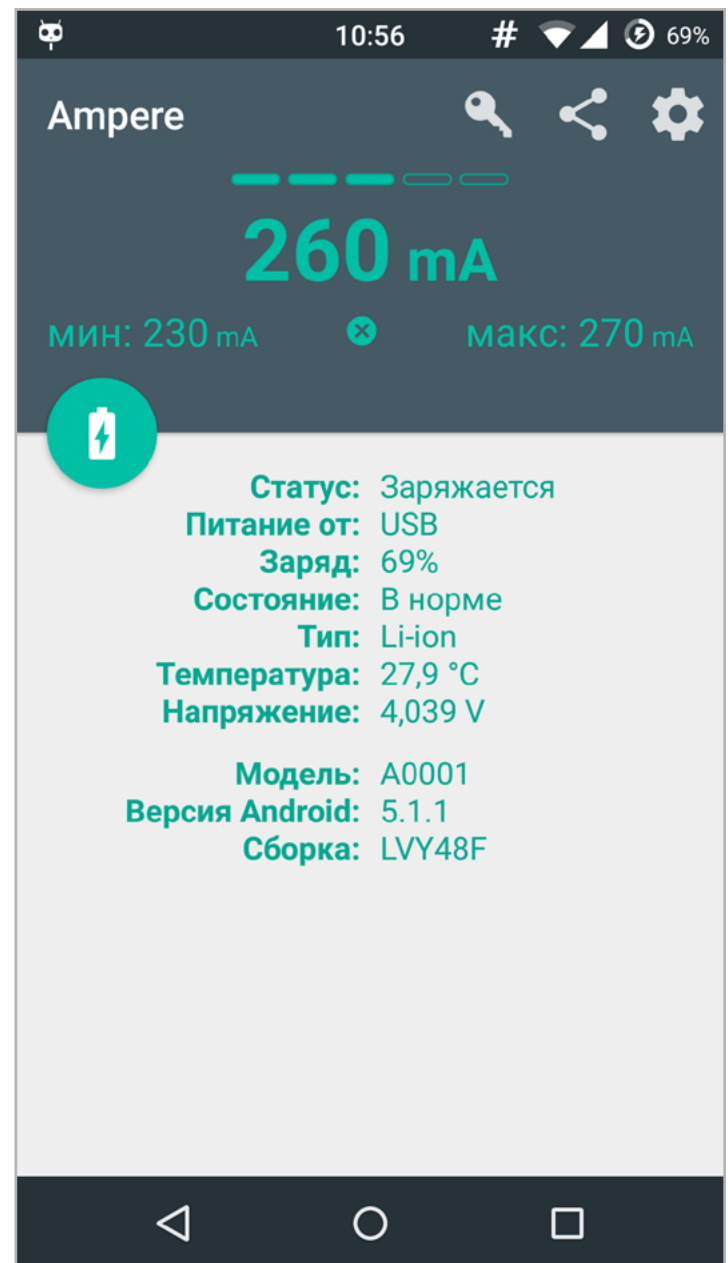 10:56 # 69%
Ampere
260 mA
мин: 230 mA макс: 270 mA
Статус: Заряжается
Питание от: USB
Заряд: 69%
Состояние: В норме
Тип: Li-ion
Температура: 27,9 °C
Напряжение: 4,039 V
Модель: A0001
Версия Android: 5.1.1
Сборка: LVY48F